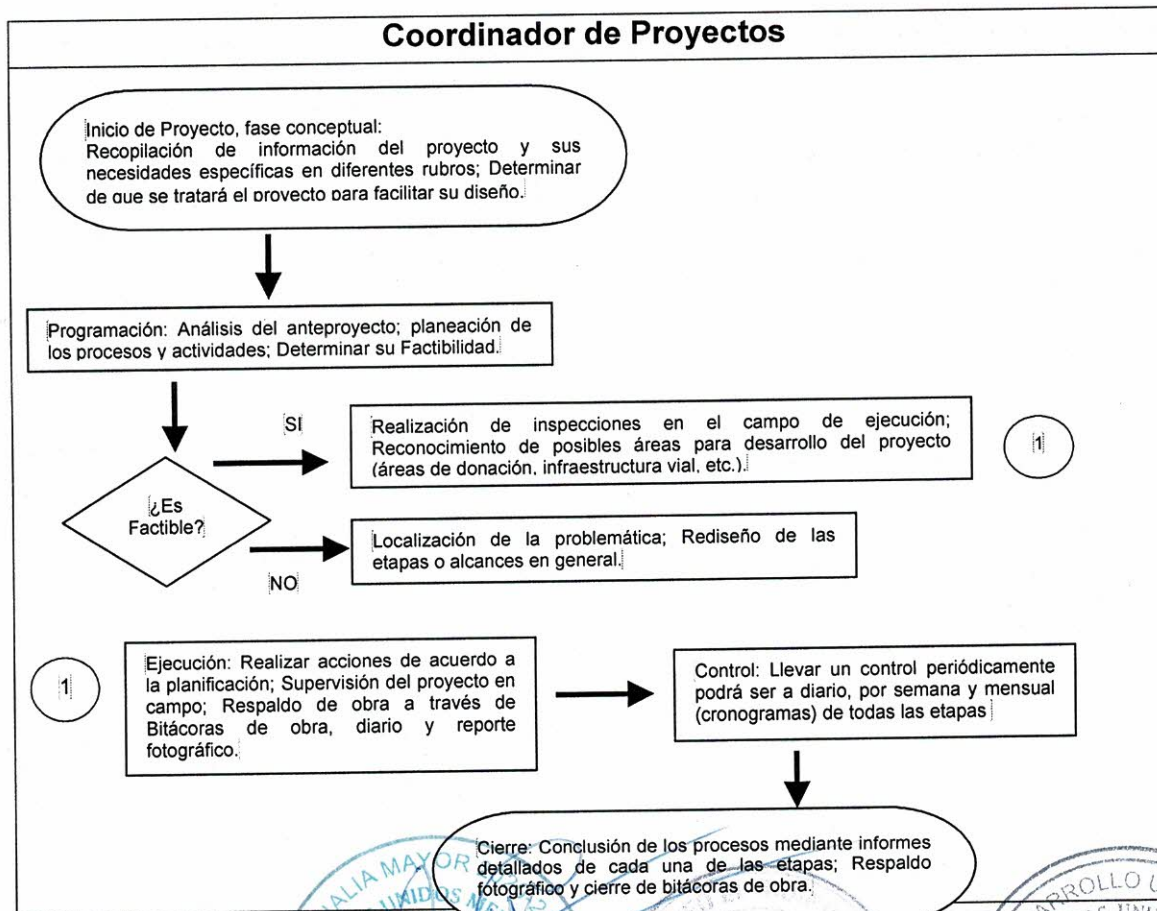 Coordinador de Proyectos
Inicio de Proyecto, fase conceptual:
Recopilación de información del proyecto y sus
necesidades específicas en diferentes rubros; Determinar
de que se tratará el proyecto para facilitar su diseño.
Programación: Análisis del anteproyecto; planeación de
los procesos y actividades; Determinar su Factibilidad.
SI
Realización de inspecciones en el campo de ejecución;
Reconocimiento de posibles áreas para desarrollo del proyecto
(áreas de donación, infraestructura vial, etc.).
1
¿Es
Factible?
Localización de la problemática; Rediseño de las
etapas o alcances en general.
NO
1
Ejecución: Realizar acciones de acuerdo a
la planificación; Supervisión del proyecto en
campo; Respaldo de obra a través de
Bitácoras de obra, diario y reporte
fotográfico.
Control: Llevar un control periódicamente
podrá ser a diario, por semana y mensual
(cronogramas) de todas las etapas
Cierre: Conclusión de los procesos mediante informes
detallados de cada una de las etapas; Respaldo
fotográfico y cierre de bitácoras de obra.
MAYOR
UNIDOS